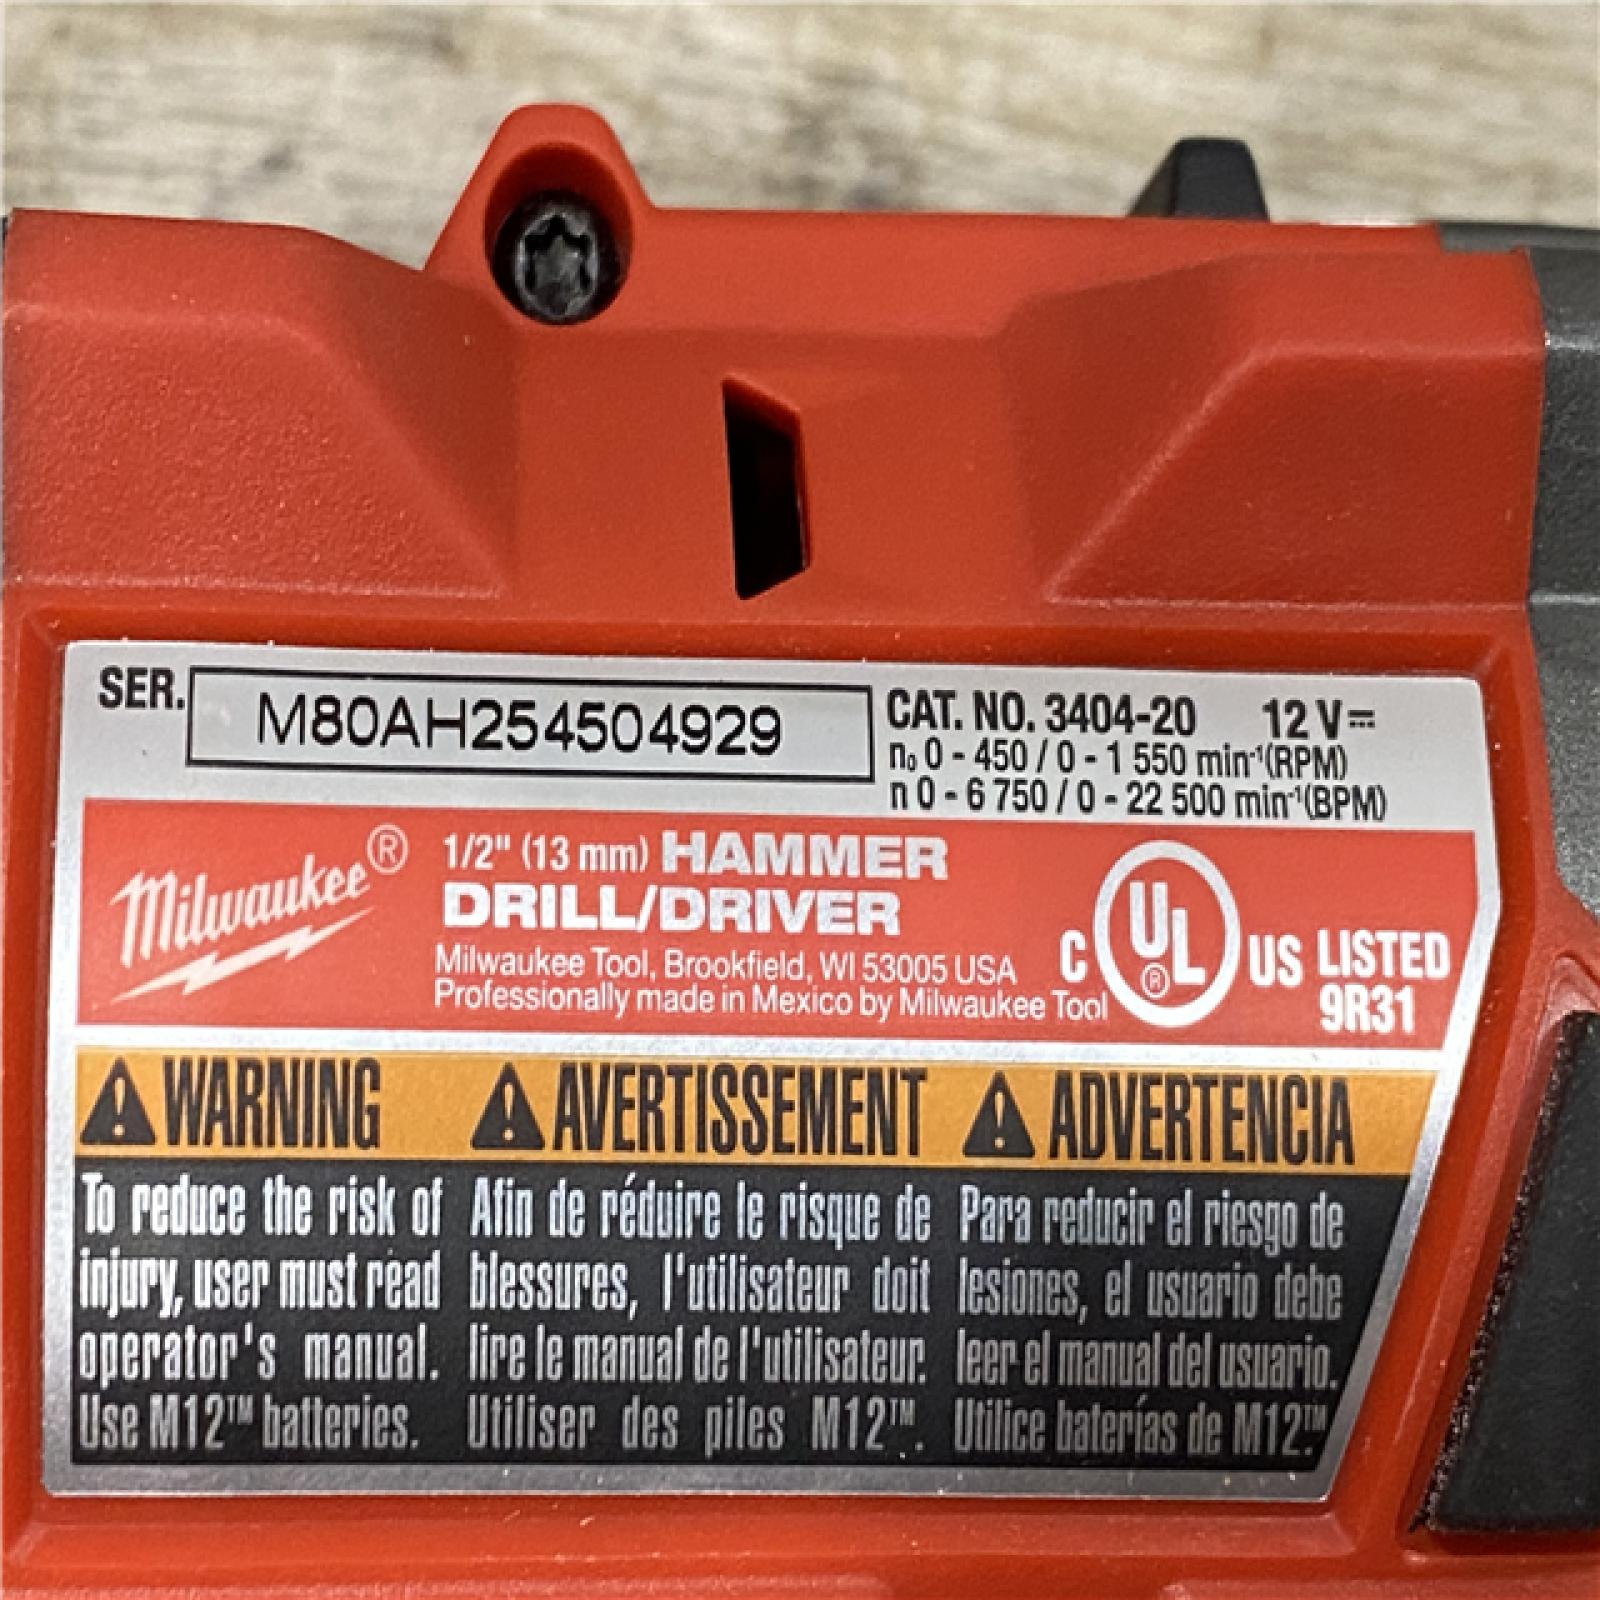 SER. M80AH254504929
CAT. NO. 3404-20 12 V⎓
n₀ 0 - 450 / 0 - 1 550 min⁻¹(RPM)
n 0 - 6 750 / 0 - 22 500 min⁻¹(BPM)
Milwaukee®
1/2" (13 mm) HAMMER
DRILL/DRIVER
Milwaukee Tool, Brookfield, WI 53005 USA
Professionally made in Mexico by Milwaukee Tool
C UL® US LISTED
9R31
WARNING
To reduce the risk of
injury, user must read
operator's manual.
Use M12™ batteries.
AVERTISSEMENT
Afin de réduire le risque de
blessures, l'utilisateur doit
lire le manual de l'utilisateur.
Utiliser des piles M12™.
ADVERTENCIA
Para reducir el riesgo de
lesiones, el usuario debe
leer el manual del usuario.
Utilice baterías de M12™.